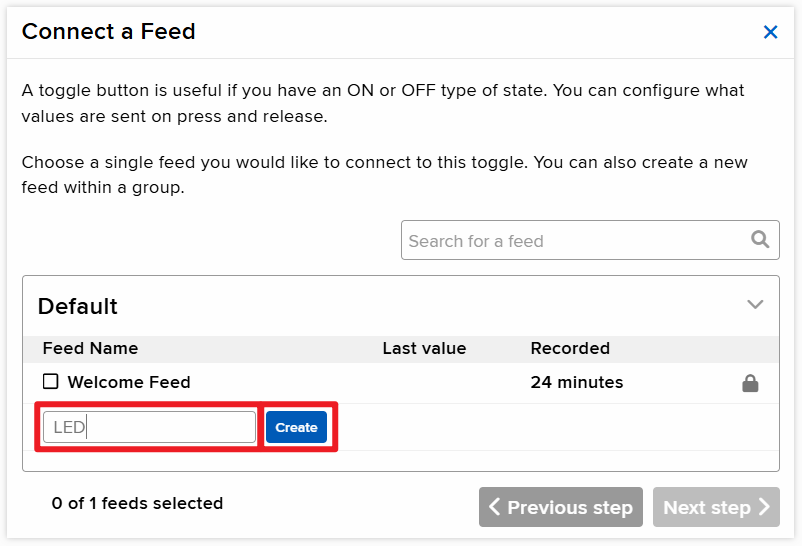 Connect a Feed
A toggle button is useful if you have an ON or OFF type of state. You can configure what
values are sent on press and release.
Choose a single feed you would like to connect to this toggle. You can also create a new
feed within a group.
Search for a feed
Default
Feed Name Last value Recorded
Welcome Feed 24 minutes
LED Create
0 of 1 feeds selected Previous step Next step